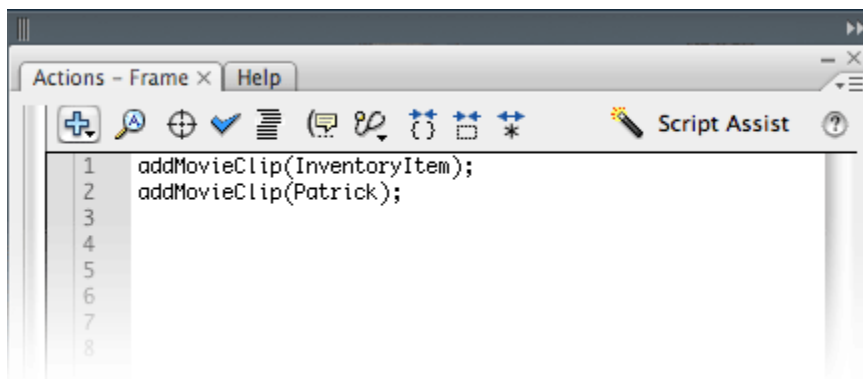 Actions – Frame × Help
Script Assist
1 addMovieClip(InventoryItem);
2 addMovieClip(Patrick);
3
4
5
6
7
8